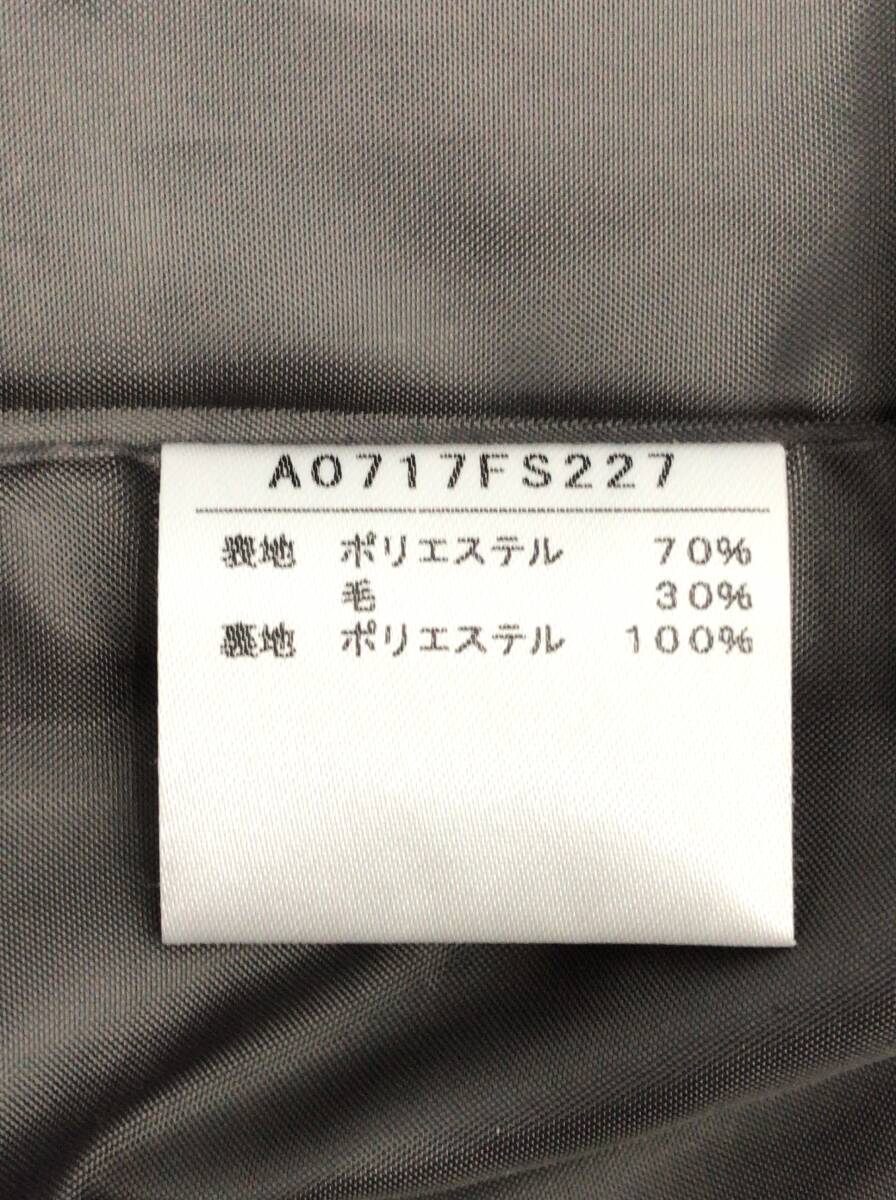 A0717FS227
表地 ポリエステル 70%
毛 30%
裏地 ポリエステル 100%